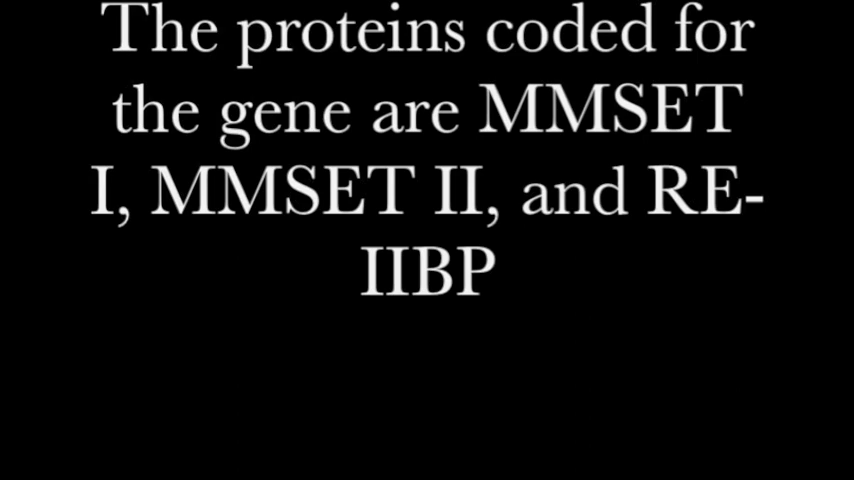 The proteins coded for
the gene are MMSET
I, MMSET II, and RE-
IIBP